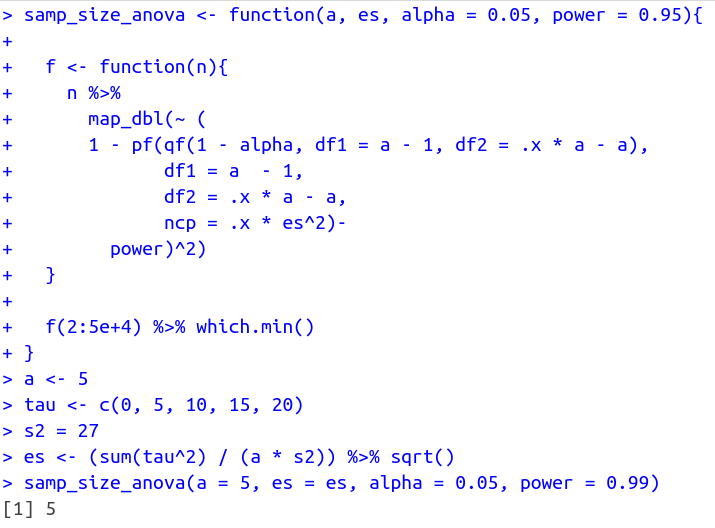 > samp_size_anova <- function(a, es, alpha = 0.05, power = 0.95){
+
+   f <- function(n){
+     n %>%
+       map_dbl(~ (
+       1 - pf(qf(1 - alpha, df1 = a - 1, df2 = .x * a - a),
+              df1 = a  - 1,
+              df2 = .x * a - a,
+              ncp = .x * es^2)-
+         power)^2)
+   }
+
+   f(2:5e+4) %>% which.min()
+ }
> a <- 5
> tau <- c(0, 5, 10, 15, 20)
> s2 = 27
> es <- (sum(tau^2) / (a * s2)) %>% sqrt()
> samp_size_anova(a = 5, es = es, alpha = 0.05, power = 0.99)
[1] 5